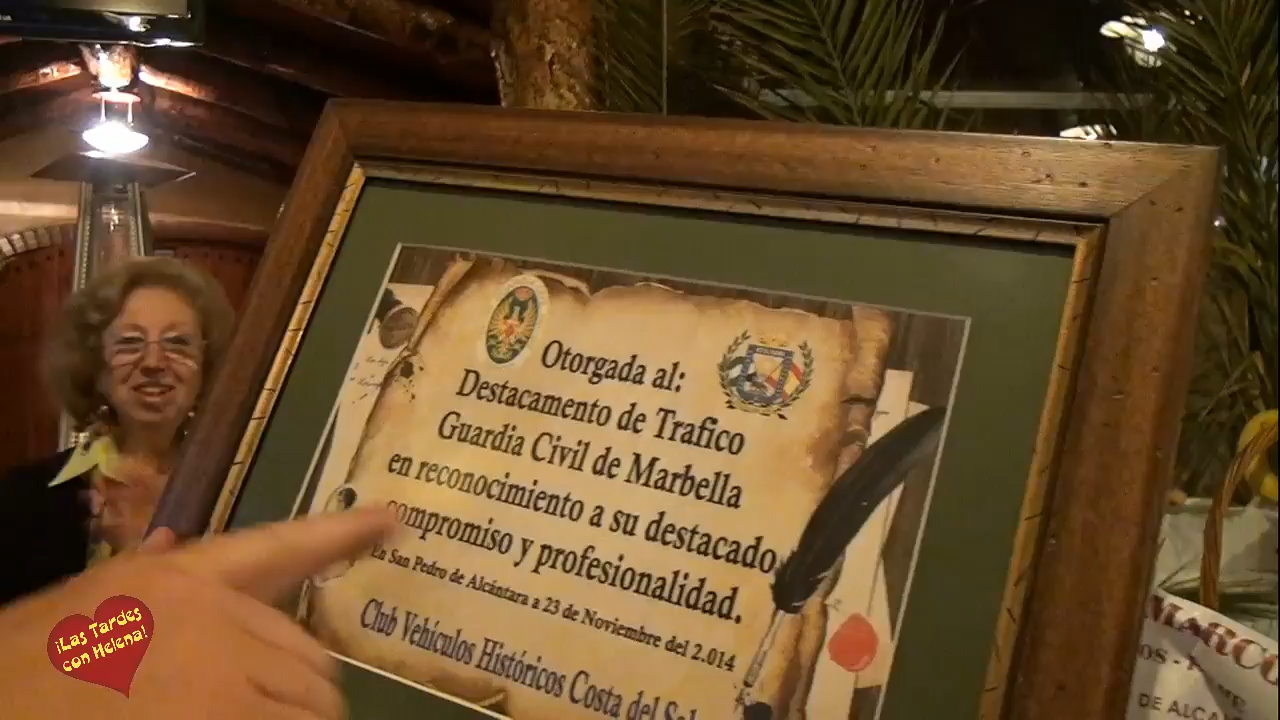 Otorgada al:
Destacamento de Trafico
Guardia Civil de Marbella
en reconocimiento a su destacado
compromiso y profesionalidad.
En San Pedro de Alcántara a 23 de Noviembre del 2.014
Club Vehículos Históricos Costa del Sol
¡Las Tardes
con Helena!
MARCO